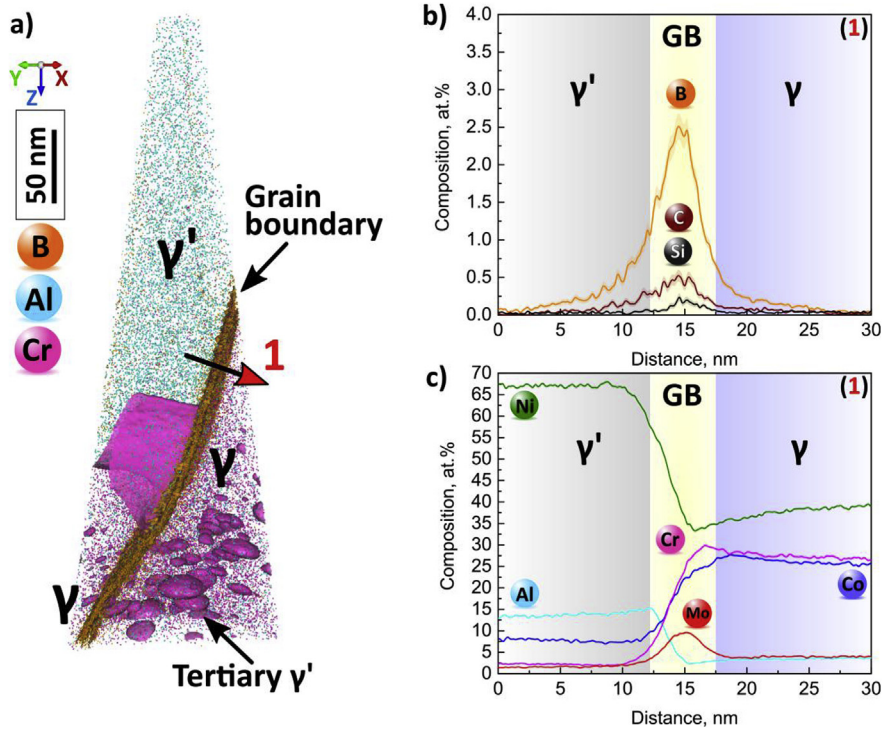 a)
Y X
Z
50 nm
B
Al
Cr
γ'
Grain
boundary
1
γ
γ
Tertiary γ'
b)
4.0
3.5
3.0
2.5
2.0
1.5
1.0
0.5
0.0
Composition, at.%
GB
(1)
γ'
γ
B
C
Si
0 5 10 15 20 25 30
Distance, nm
c)
70
65
60
55
50
45
40
35
30
25
20
15
10
5
0
Composition, at.%
GB
(1)
Ni
γ'
γ
Cr
Al
Co
Mo
0 5 10 15 20 25 30
Distance, nm